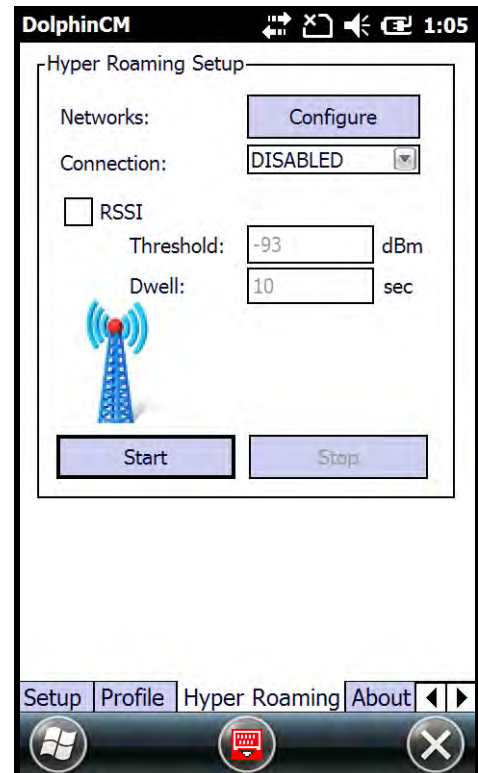 DolphinCM 1:05
Hyper Roaming Setup
Networks: Configure
Connection: DISABLED
RSSI
Threshold: -93 dBm
Dwell: 10 sec
Start Stop
Setup Profile Hyper Roaming About